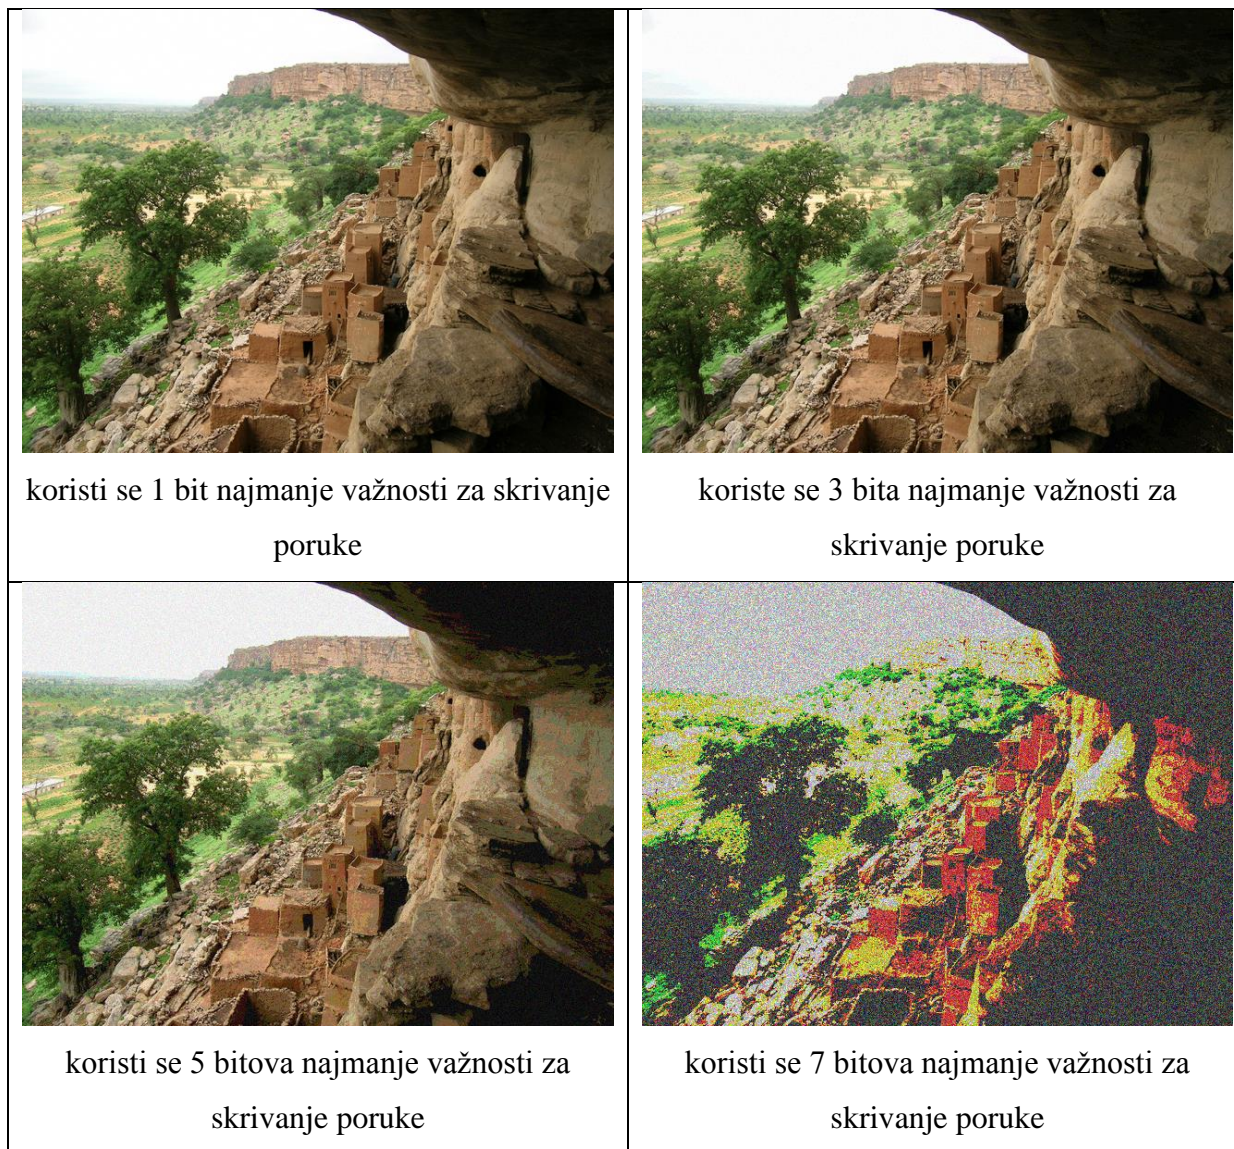 koristi se 1 bit najmanje važnosti za skrivanje
poruke
koriste se 3 bita najmanje važnosti za
skrivanje poruke
koristi se 5 bitova najmanje važnosti za
skrivanje poruke
koristi se 7 bitova najmanje važnosti za
skrivanje poruke